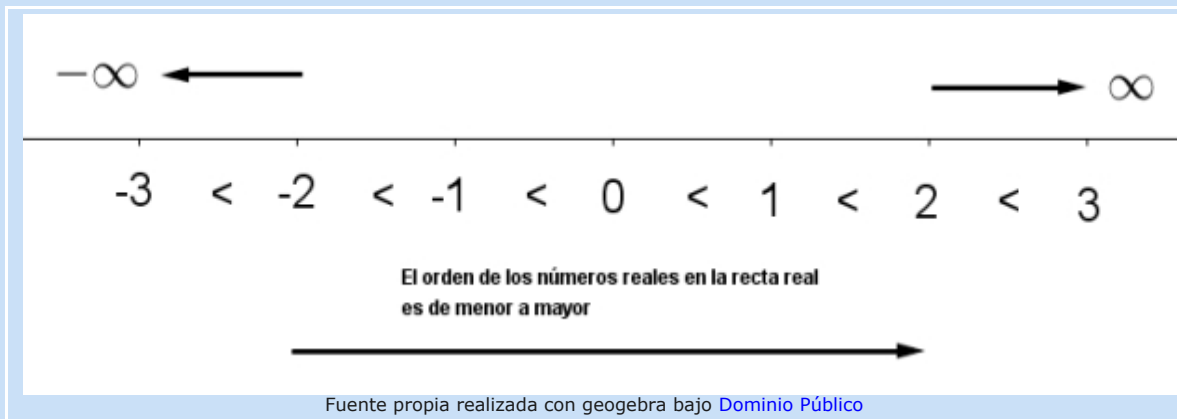 −∞ ∞
-3 < -2 < -1 < 0 < 1 < 2 < 3
El orden de los números reales en la recta real
es de menor a mayor
Fuente propia realizada con geogebra bajo Dominio Público